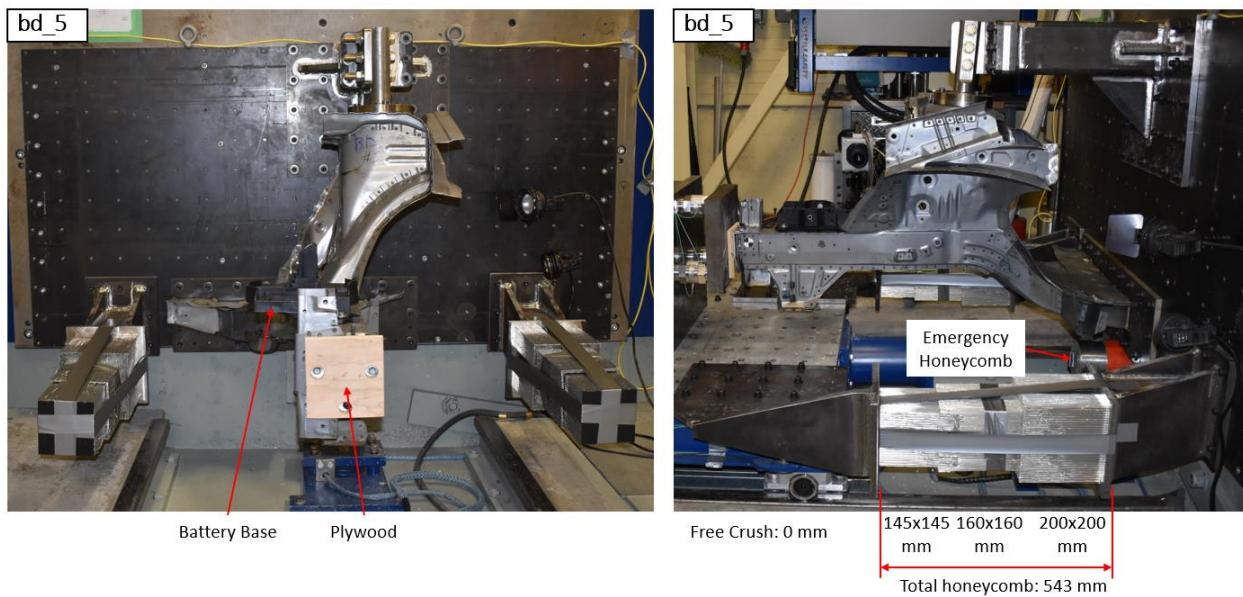 bd_5
Battery Base
Plywood
bd_5
Emergency
Honeycomb
Free Crush: 0 mm
145x145
mm
160x160
mm
200x200
mm
Total honeycomb: 543 mm